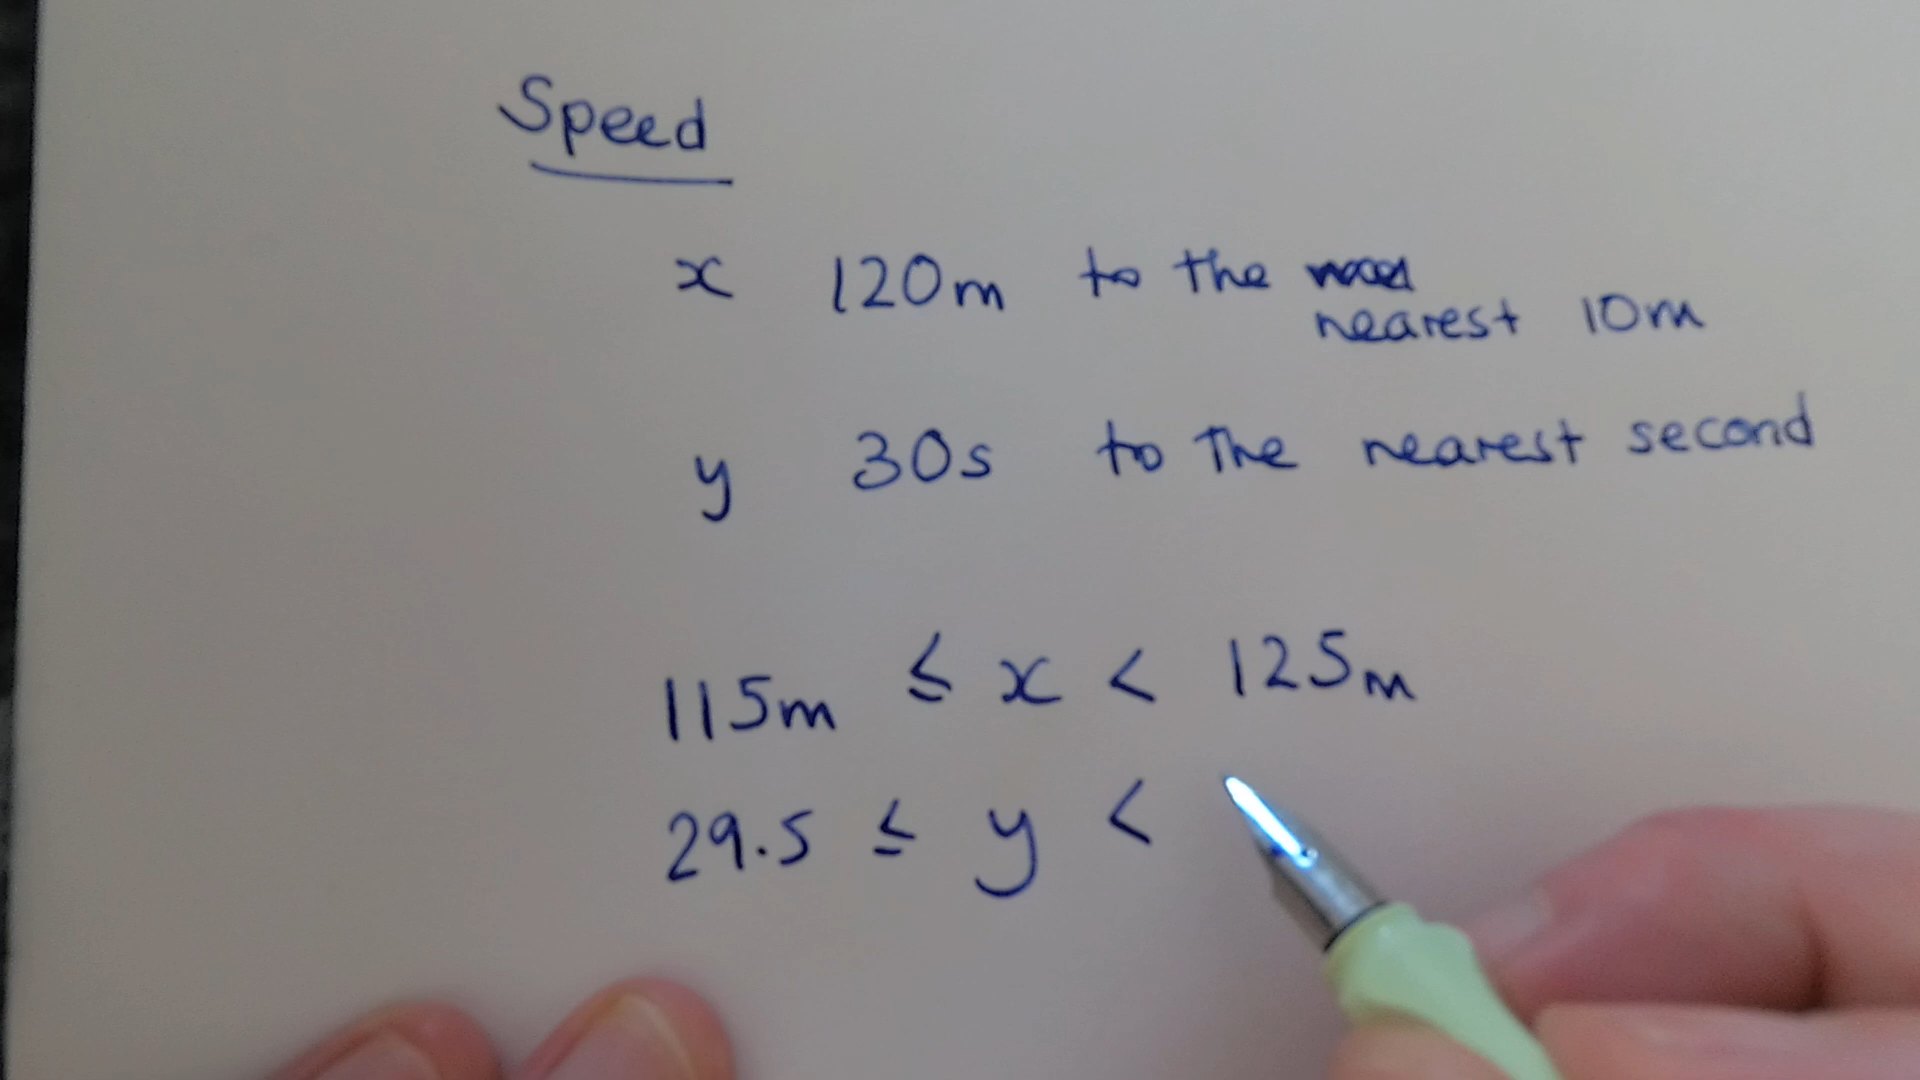 Speed
x 120m to the
nearest 10m
y 30s to the nearest second
115m ≤ x < 125m
29.5 ≤ y <